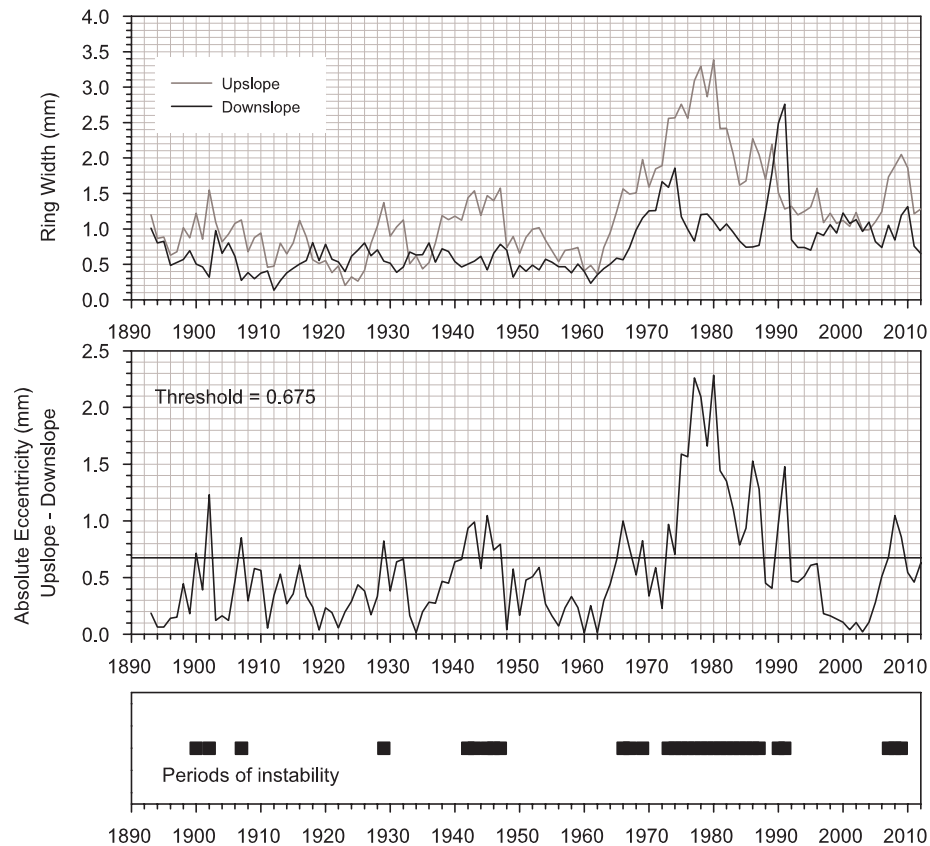 4.0
3.5
3.0
2.5
2.0
1.5
1.0
0.5
0.0
Ring Width (mm)
Upslope
Downslope
1890 1900 1910 1920 1930 1940 1950 1960 1970 1980 1990 2000 2010
2.5
2.0
1.5
1.0
0.5
0.0
Absolute Eccentricity (mm)
Upslope - Downslope
Threshold = 0.675
1890 1900 1910 1920 1930 1940 1950 1960 1970 1980 1990 2000 2010
Periods of instability
1890 1900 1910 1920 1930 1940 1950 1960 1970 1980 1990 2000 2010